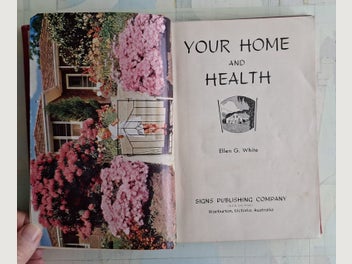 YOUR HOME
AND
HEALTH
Ellen G. White
SIGNS PUBLISHING COMPANY
Warburton, Victoria, Australia